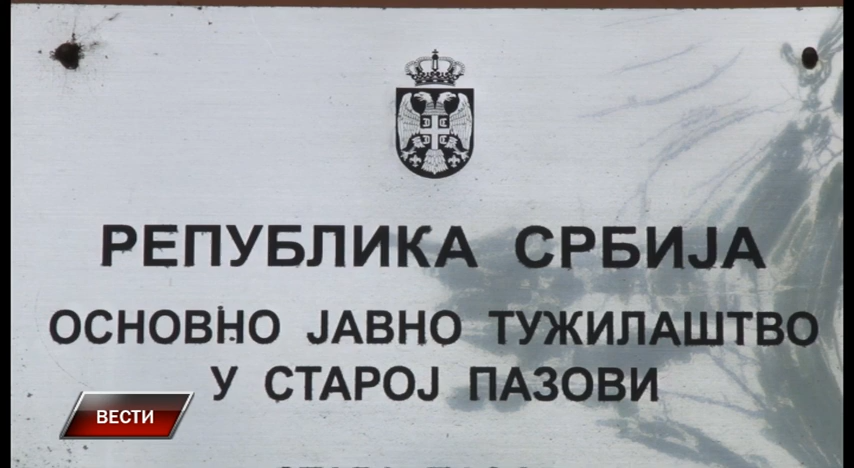 РЕПУБЛИКА СРБИЈА
ОСНОВНО ЈАВНО ТУЖИЛАШТВО
У СТАРОЈ ПАЗОВИ
ВЕСТИ